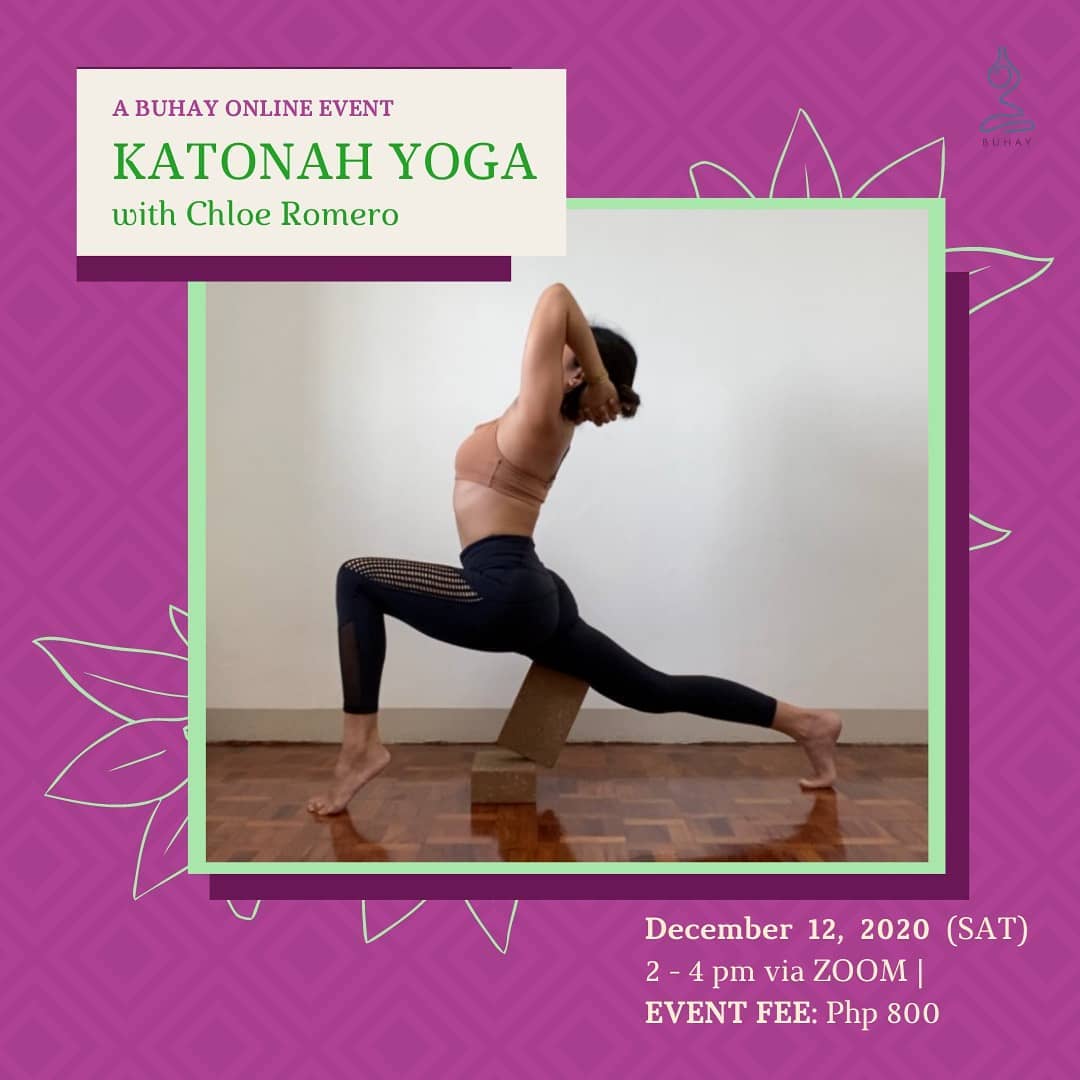 A BUHAY ONLINE EVENT
KATONAH YOGA
with Chloe Romero
BUHAY
December 12, 2020 (SAT)
2 - 4 pm via ZOOM |
EVENT FEE: Php 800